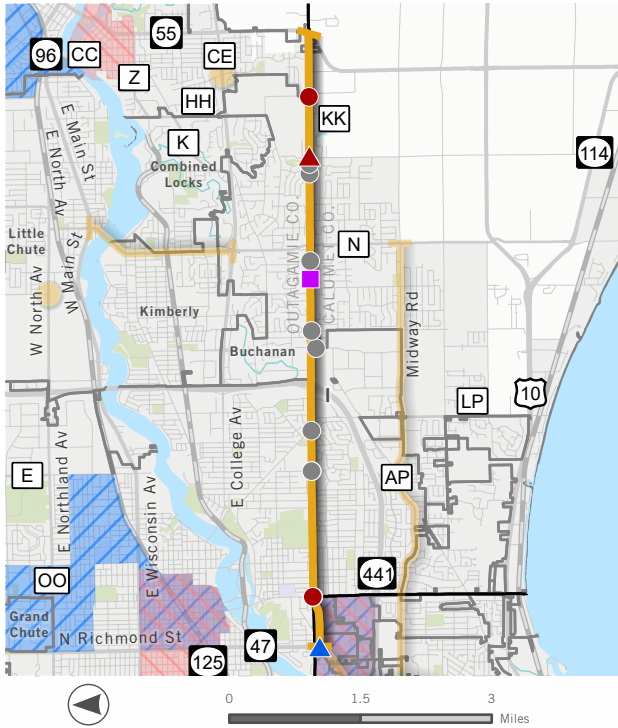 55
96
CC
CE
Z
HH
KK
K
114
E Main St
E North Av
Combined
Locks
Little
Chute
W Main St
N
OUTAGAMIE CO.
CALUMET CO.
W North Av
Kimberly
Midway Rd
Buchanan
10
LP
E College Av
E Northland Av
E
AP
E Wisconsin Av
441
OO
Grand
Chute
N Richmond St
47
125
0
1.5
3
Miles